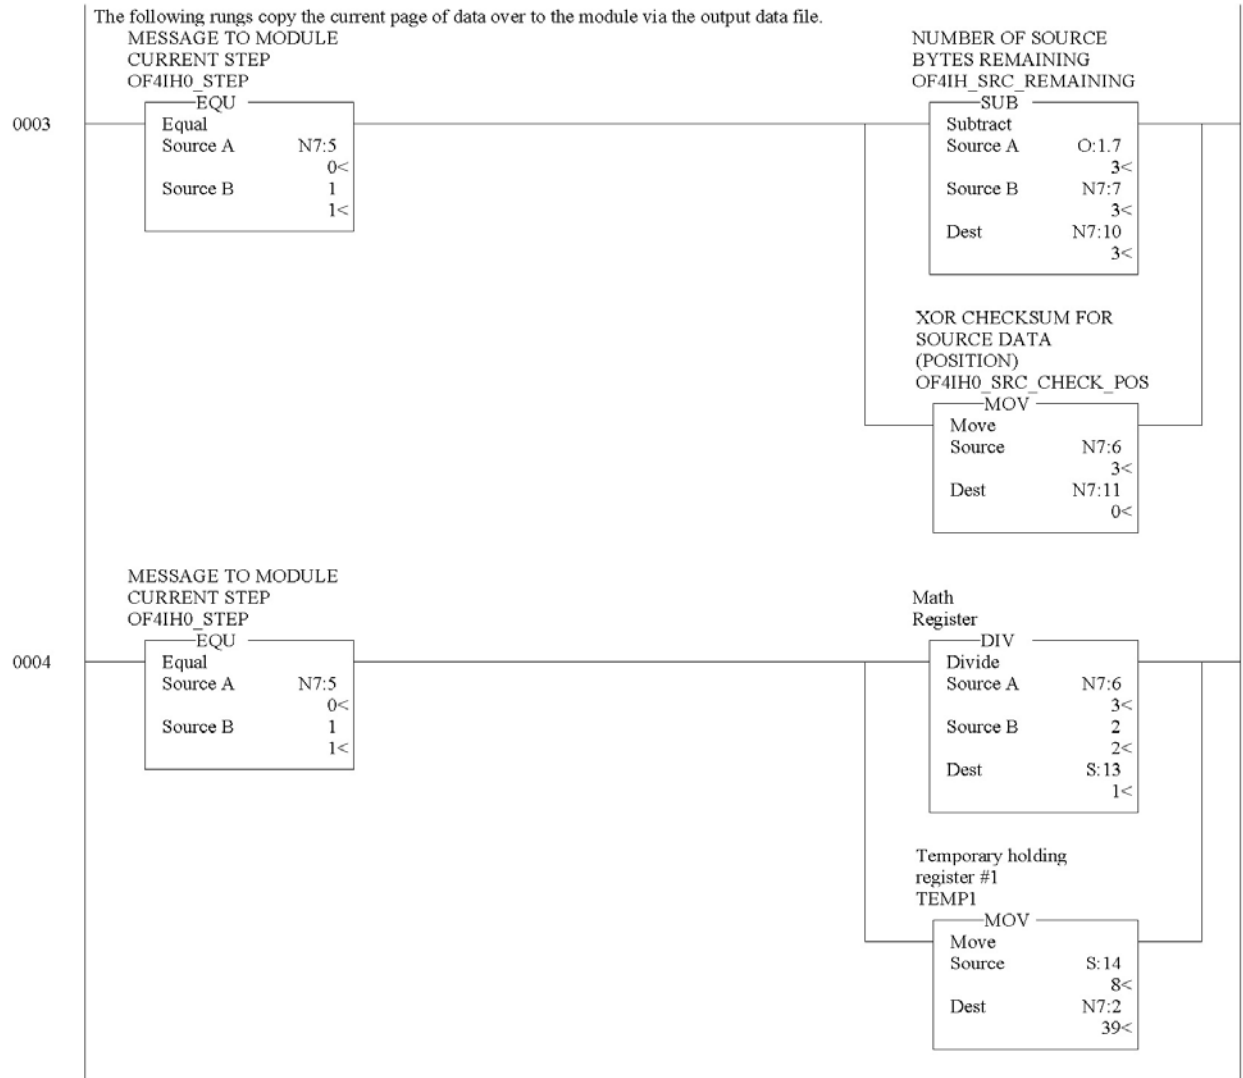 The following rungs copy the current page of data over to the module via the output data file.
MESSAGE TO MODULE
CURRENT STEP
OF4IH0_STEP
EQU
Equal
Source A N7:5
0<
Source B 1
1<
0003
NUMBER OF SOURCE
BYTES REMAINING
OF4IH_SRC_REMAINING
SUB
Subtract
Source A O:1.7
3<
Source B N7:7
3<
Dest N7:10
3<
XOR CHECKSUM FOR
SOURCE DATA
(POSITION)
OF4IH0_SRC_CHECK_POS
MOV
Move
Source N7:6
3<
Dest N7:11
0<
MESSAGE TO MODULE
CURRENT STEP
OF4IH0_STEP
EQU
Equal
Source A N7:5
0<
Source B 1
1<
0004
Math
Register
DIV
Divide
Source A N7:6
3<
Source B 2
2<
Dest S:13
1<
Temporary holding
register #1
TEMP1
MOV
Move
Source S:14
8<
Dest N7:2
39<